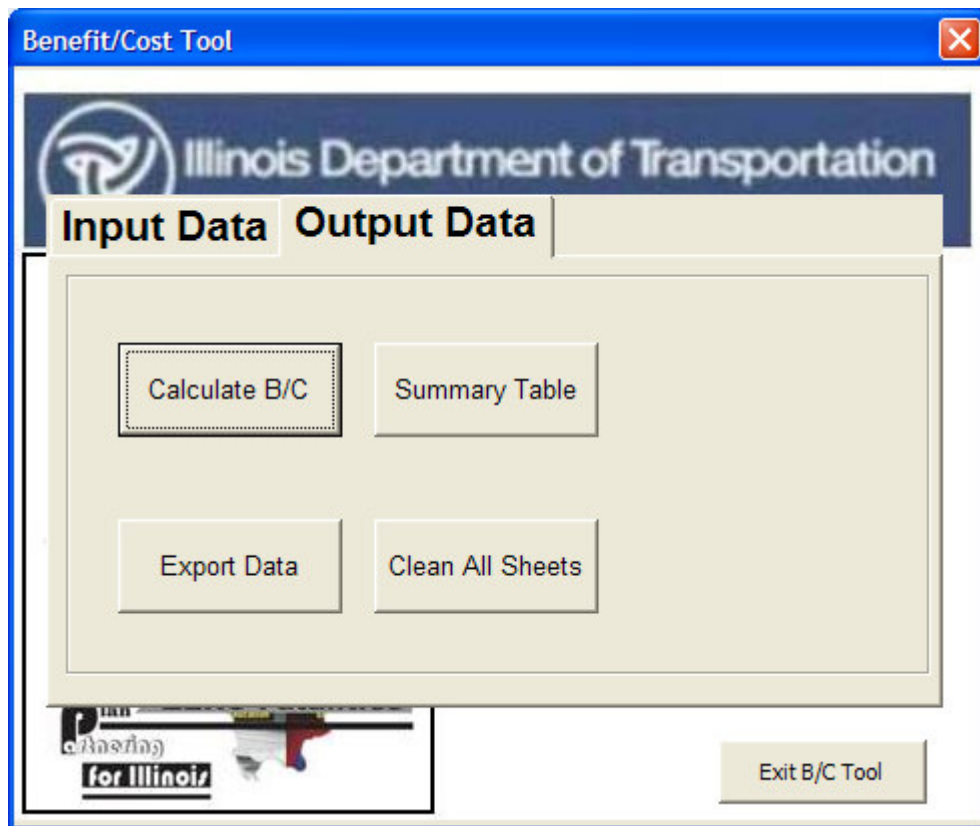 Benefit/Cost Tool
Illinois Department of Transportation
Input Data Output Data
Calculate B/C Summary Table
Export Data Clean All Sheets
for Illinois
Exit B/C Tool